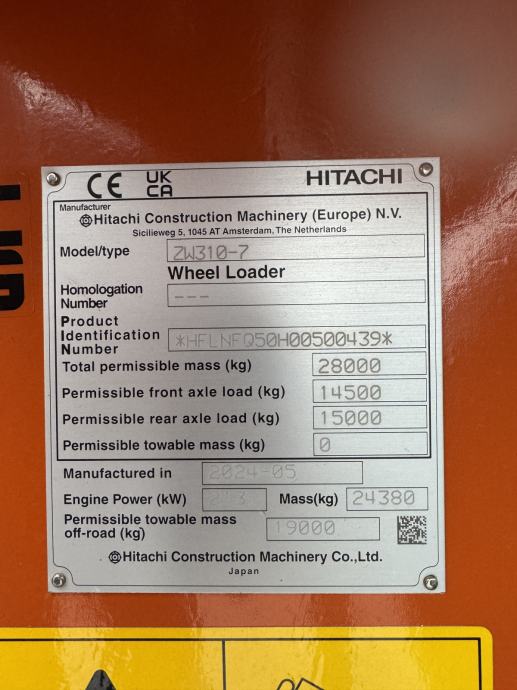 CE UK CA HITACHI
Manufacturer
Hitachi Construction Machinery (Europe) N.V.
Sicilieweg 5, 1045 AT Amsterdam, The Netherlands
Model/type ZW310-7
Wheel Loader
Homologation Number ---
Product Identification Number *HFLNFQ50H00500439*
Total permissible mass (kg) 28000
Permissible front axle load (kg) 14500
Permissible rear axle load (kg) 15000
Permissible towable mass (kg) 0
Manufactured in 2024-05
Engine Power (kW) Mass(kg) 24380
Permissible towable mass off-road (kg) 19000
Hitachi Construction Machinery Co.,Ltd.
Japan